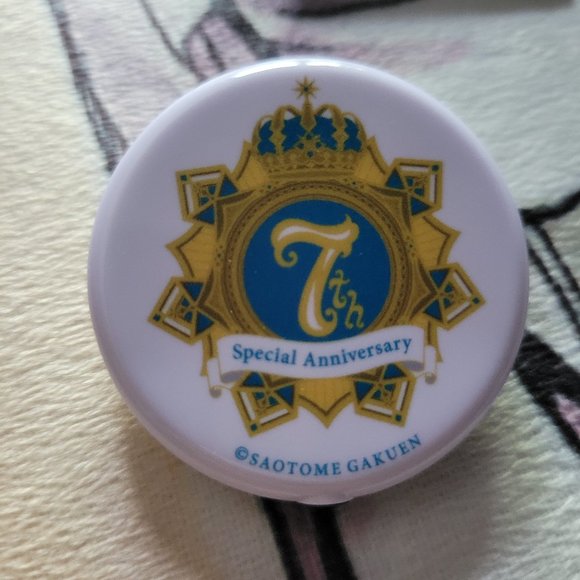 7th
Special Anniversary
©SAOTOME GAKUEN